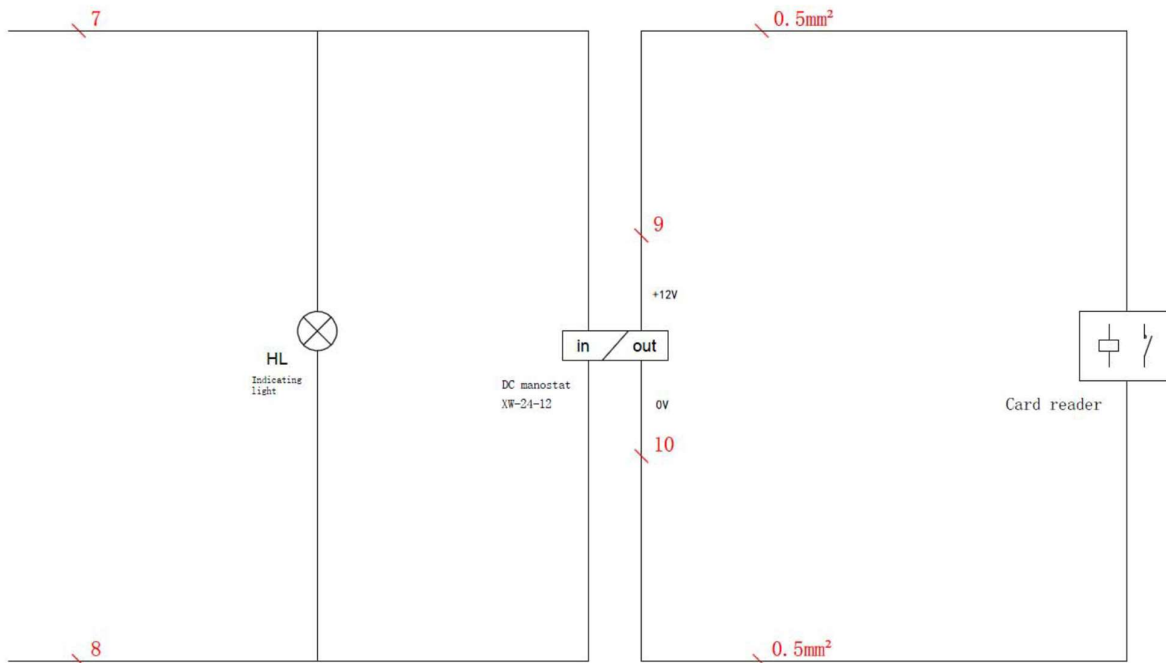 7
0.5mm²
9
+12V
in
out
HL
Indicating
light
DC manostat
XW-24-12
0V
Card reader
10
8
0.5mm²